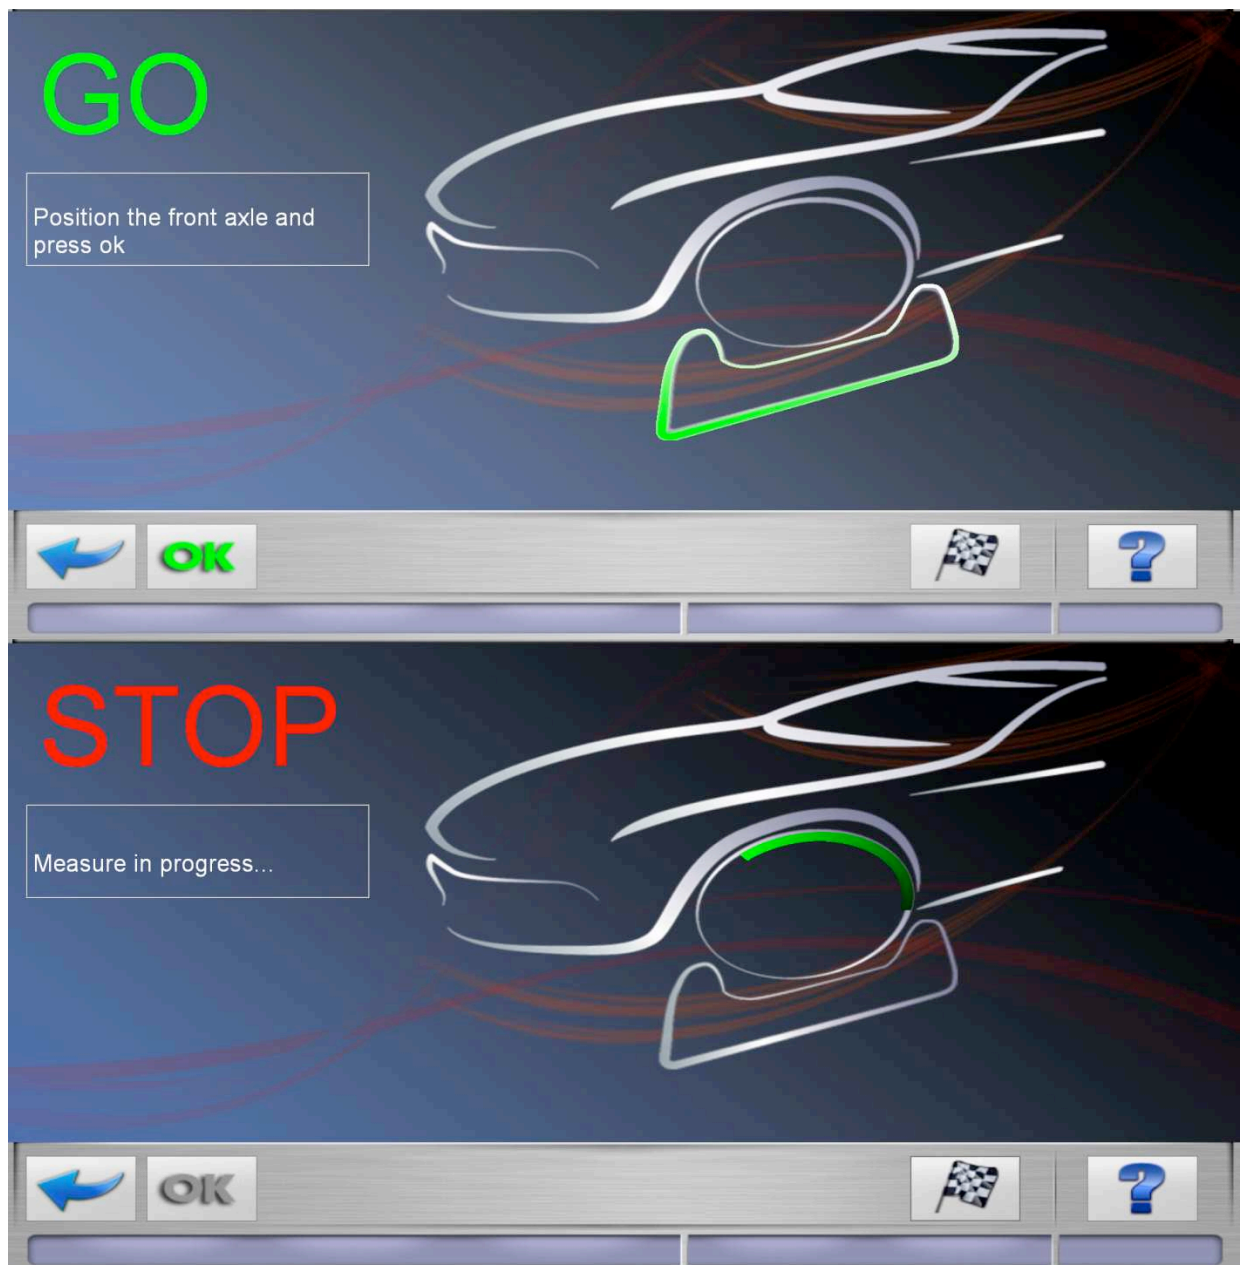 GO
Position the front axle and
press ok
OK
?
STOP
Measure in progress...
OK
?